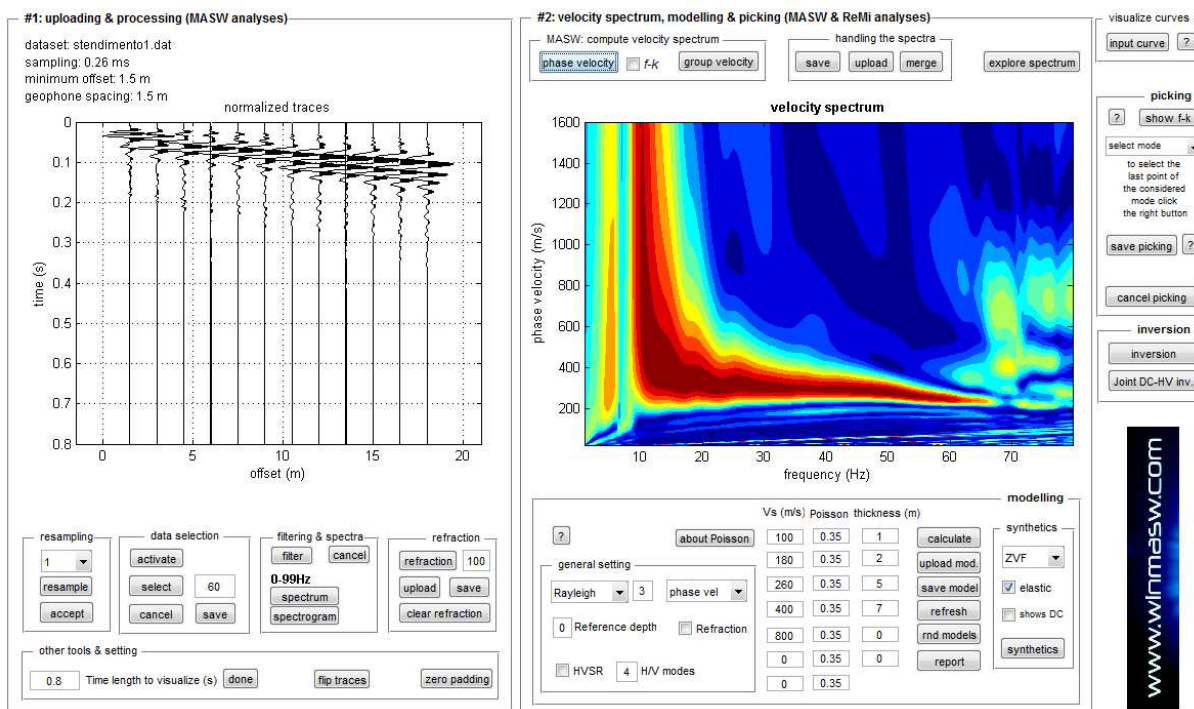 #1: uploading & processing (MASW analyses)
dataset: stendimento1.dat
sampling: 0.26 ms
minimum offset: 1.5 m
geophone spacing: 1.5 m
normalized traces
0
0.1
0.2
0.3
0.4
0.5
0.6
0.7
0.8
time (s)
0 5 10 15 20
offset (m)
resampling
1
resample
accept
data selection
activate
select 60
cancel save
filtering & spectra
filter cancel
0-99Hz
spectrum
spectrogram
refraction
refraction 100
upload save
clear refraction
other tools & setting
0.8 Time length to visualize (s) done flip traces zero padding
#2: velocity spectrum, modelling & picking (MASW & ReMi analyses)
MASW: compute velocity spectrum
phase velocity f-k group velocity
handling the spectra
save upload merge
explore spectrum
velocity spectrum
1600
1400
1200
1000
800
600
400
200
phase velocity (m/s)
10 20 30 40 50 60 70
frequency (Hz)
modelling
? about Poisson
general setting
Rayleigh 3 phase vel
0 Reference depth Refraction
HVSR 4 H/V modes
Vs (m/s) Poisson thickness (m)
100 0.35 1
180 0.35 2
260 0.35 5
400 0.35 7
800 0.35 0
0 0.35 0
0 0.35
calculate
upload mod.
save model
refresh
rnd models
report
synthetics
ZVF
elastic
shows DC
synthetics
visualize curves
input curve ?
picking
? show f-k
select mode
to select the
last point of
the considered
mode click
the right button
save picking ?
cancel picking
inversion
inversion
Joint DC-HV inv.
www.winmasw.com